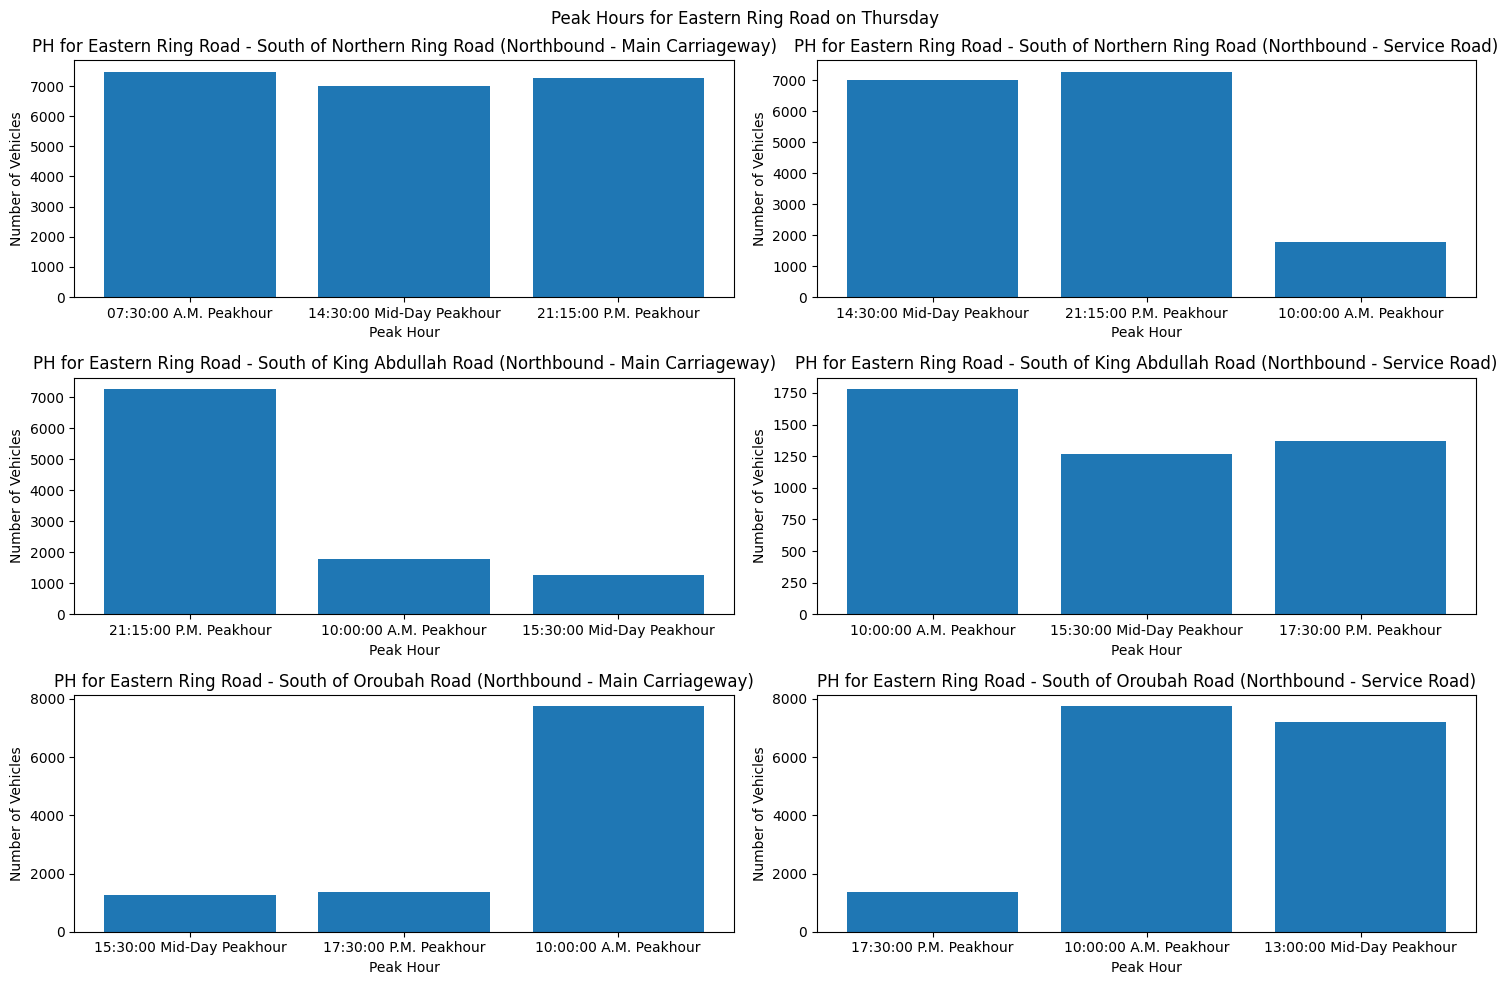 Peak Hours for Eastern Ring Road on Thursday
PH for Eastern Ring Road - South of Northern Ring Road (Northbound - Main Carriageway)
Number of Vehicles
7000
6000
5000
4000
3000
2000
1000
0
07:30:00 A.M. Peakhour
14:30:00 Mid-Day Peakhour
21:15:00 P.M. Peakhour
Peak Hour
PH for Eastern Ring Road - South of Northern Ring Road (Northbound - Service Road)
Number of Vehicles
7000
6000
5000
4000
3000
2000
1000
0
14:30:00 Mid-Day Peakhour
21:15:00 P.M. Peakhour
10:00:00 A.M. Peakhour
Peak Hour
PH for Eastern Ring Road - South of King Abdullah Road (Northbound - Main Carriageway)
Number of Vehicles
7000
6000
5000
4000
3000
2000
1000
0
21:15:00 P.M. Peakhour
10:00:00 A.M. Peakhour
15:30:00 Mid-Day Peakhour
Peak Hour
PH for Eastern Ring Road - South of King Abdullah Road (Northbound - Service Road)
Number of Vehicles
1750
1500
1250
1000
750
500
250
0
10:00:00 A.M. Peakhour
15:30:00 Mid-Day Peakhour
17:30:00 P.M. Peakhour
Peak Hour
PH for Eastern Ring Road - South of Oroubah Road (Northbound - Main Carriageway)
Number of Vehicles
8000
6000
4000
2000
0
15:30:00 Mid-Day Peakhour
17:30:00 P.M. Peakhour
10:00:00 A.M. Peakhour
Peak Hour
PH for Eastern Ring Road - South of Oroubah Road (Northbound - Service Road)
Number of Vehicles
8000
6000
4000
2000
0
17:30:00 P.M. Peakhour
10:00:00 A.M. Peakhour
13:00:00 Mid-Day Peakhour
Peak Hour